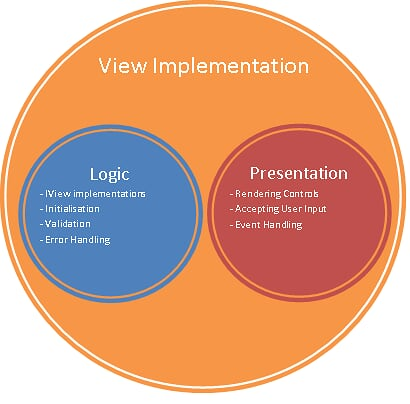 View Implementation
Logic
- IView implementations
- Initialisation
- Validation
- Error Handling
Presentation
- Rendering Controls
- Accepting User Input
- Event Handling